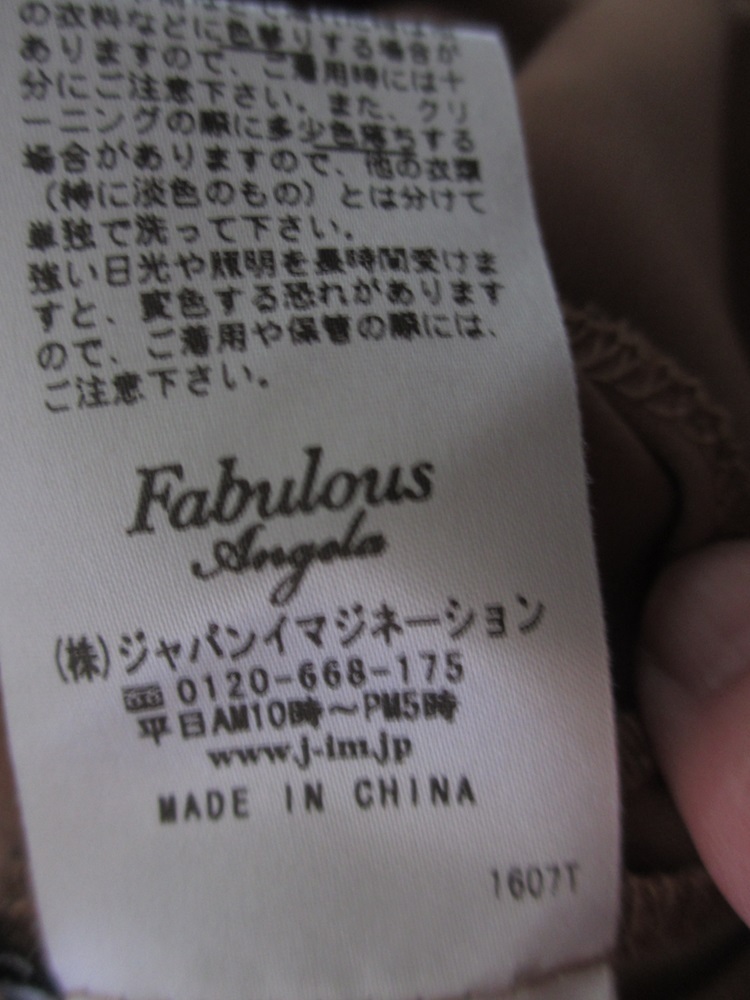 の衣料などに色移りする場合が
ありますので、ご着用時には十
分にご注意下さい。また、クリ
ーニングの際に多少色落ちする
場合がありますので、他の衣類
（特に淡色のもの）とは分けて
単独で洗って下さい。
強い日光や照明を長時間受けま
すと、変色する恐れがあります
ので、ご着用や保管の際には、
ご注意下さい。
Fabulous
Angela
(株)ジャパンイマジネーション
0120-668-175
平日AM10時～PM5時
www.j-im.jp
MADE IN CHINA
1607T